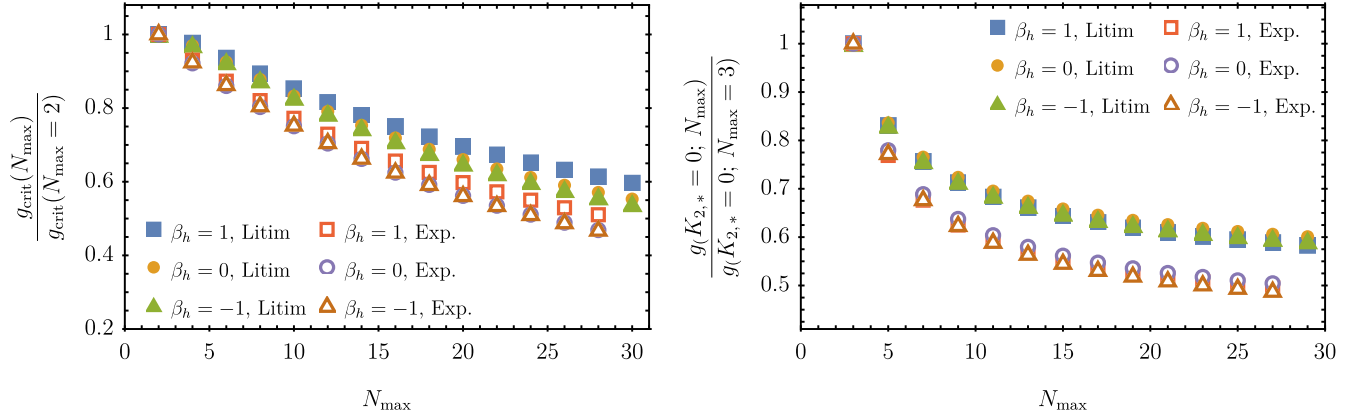 g_crit(N_max)
g_crit(N_max = 2)
1
0.8
0.6
0.4
0.2
0 5 10 15 20 25 30
N_max
β_h = 1, Litim
β_h = 1, Exp.
β_h = 0, Litim
β_h = 0, Exp.
β_h = −1, Litim
β_h = −1, Exp.
g(K_{2,*} = 0; N_max)
g(K_{2,*} = 0; N_max = 3)
1
0.9
0.8
0.7
0.6
0.5
0 5 10 15 20 25 30
N_max
β_h = 1, Litim
β_h = 1, Exp.
β_h = 0, Litim
β_h = 0, Exp.
β_h = −1, Litim
β_h = −1, Exp.